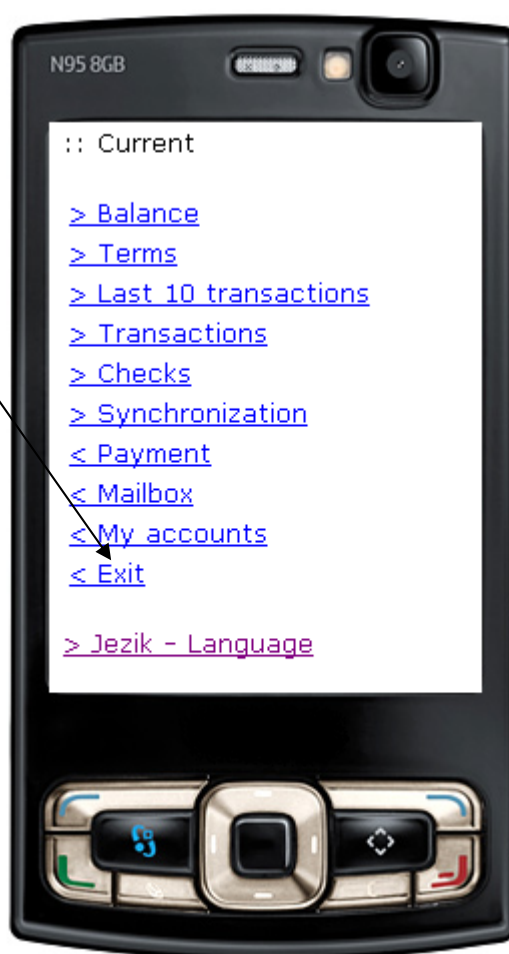 N95 8GB
:: Current
> Balance
> Terms
> Last 10 transactions
> Transactions
> Checks
> Synchronization
< Payment
< Mailbox
< My accounts
< Exit
> Jezik - Language